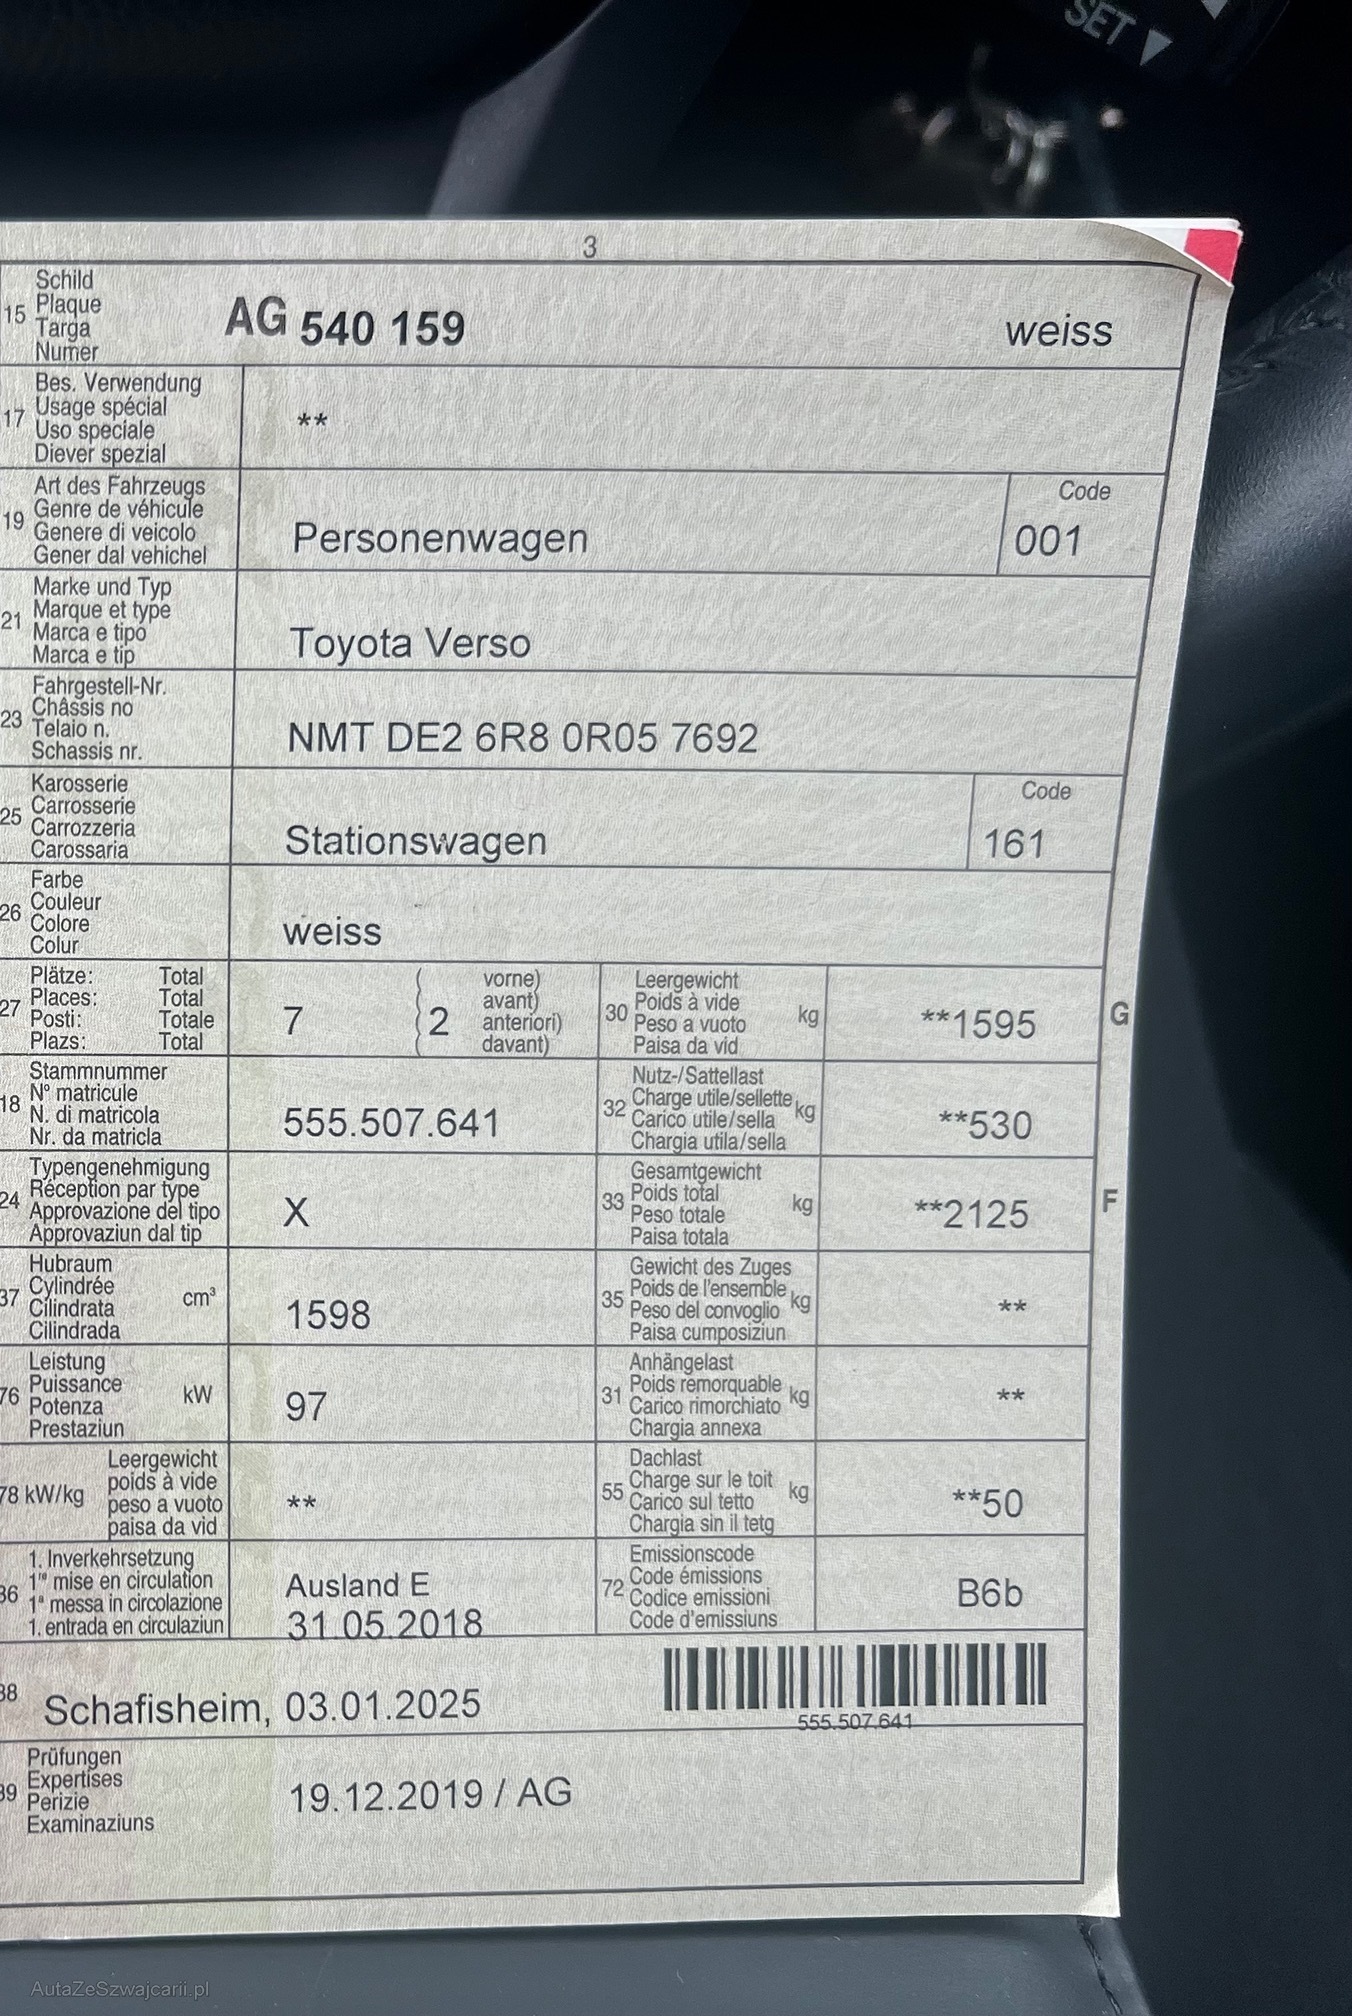 SET
3
15 Schild
Plaque
Targa
Numer
AG 540 159 weiss
17 Bes. Verwendung
Usage spécial
Uso speciale
Diever spezial
**
19 Art des Fahrzeugs
Genre de véhicule
Genere di veicolo
Gener dal vehichel
Personenwagen
Code
001
21 Marke und Typ
Marque et type
Marca e tipo
Marca e tip
Toyota Verso
23 Fahrgestell-Nr.
Châssis no
Telaio n.
Schassis nr.
NMT DE2 6R8 0R05 7692
25 Karosserie
Carrosserie
Carrozzeria
Carossaria
Stationswagen
Code
161
26 Farbe
Couleur
Colore
Colur
weiss
27 Plätze: Total
Places: Total
Posti: Totale
Plazs: Total
7 ( 2 vorne)
avant)
anteriori)
davant)
30 Leergewicht
Poids à vide
Peso a vuoto
Paisa da vid
kg
**1595
G
18 Stammnummer
N° matricule
N. di matricola
Nr. da matricla
555.507.641
32 Nutz-/Sattellast
Charge utile/sellette
Carico utile/sella
Chargia utila/sella
kg
**530
24 Typengenehmigung
Réception par type
Approvazione del tipo
Approvaziun dal tip
X
33 Gesamtgewicht
Poids total
Peso totale
Paisa totala
kg
**2125
F
37 Hubraum
Cylindrée
Cilindrata
Cilindrada
cm³
1598
35 Gewicht des Zuges
Poids de l'ensemble
Peso del convoglio
Paisa cumposiziun
kg
**
76 Leistung
Puissance
Potenza
Prestaziun
kW
97
31 Anhängelast
Poids remorquable
Carico rimorchiato
Chargia annexa
kg
**
78 kW/kg
Leergewicht
poids à vide
peso a vuoto
paisa da vid
**
55 Dachlast
Charge sur le toit
Carico sul tetto
Chargia sin il tetg
kg
**50
36 1. Inverkehrsetzung
1re mise en circulation
1a messa in circolazione
1. entrada en circulaziun
Ausland E
31.05.2018
72 Emissionscode
Code émissions
Codice emissioni
Code d'emissiuns
B6b
38 Schafisheim, 03.01.2025
555.507.641
39 Prüfungen
Expertises
Perizie
Examinaziuns
19.12.2019 / AG
AutaZeSzwajcarii.pl